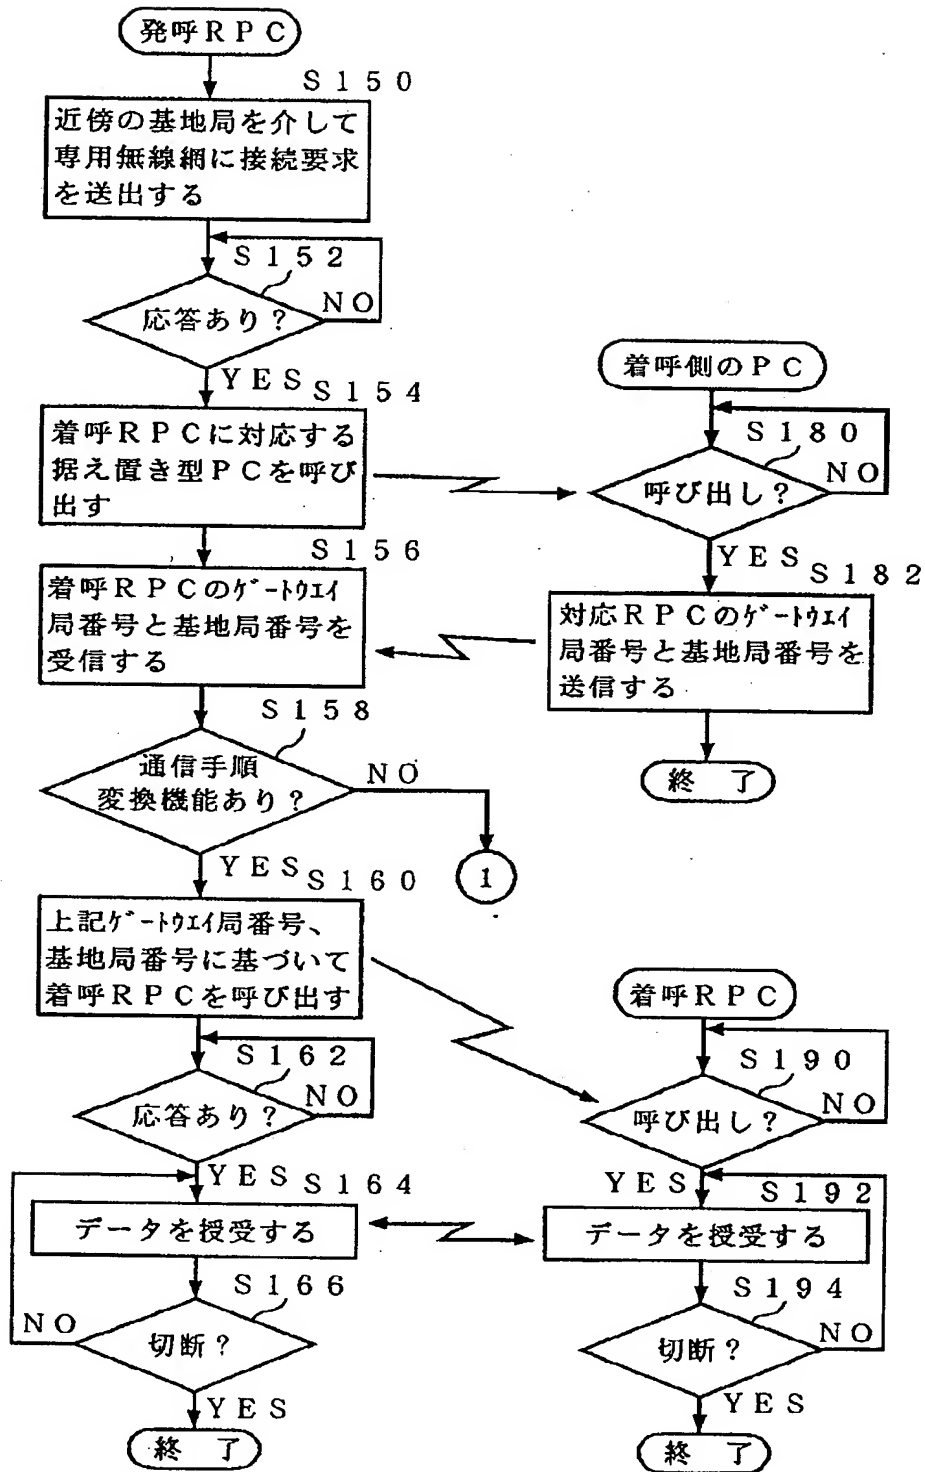 発呼RPC
S150
近傍の基地局を介して
専用無線網に接続要求
を送出する
S152
応答あり?
NO
YES
S154
着呼RPCに対応する
据え置き型PCを呼び
出す
S156
着呼RPCのゲートウエイ
局番号と基地局番号を
受信する
S158
通信手順
変換機能あり?
NO
1
YES
S160
上記ゲートウエイ局番号、
基地局番号に基づいて
着呼RPCを呼び出す
S162
応答あり?
NO
YES
S164
データを授受する
S166
切断?
NO
YES
終 了
着呼側のPC
S180
呼び出し?
NO
YES
S182
対応RPCのゲートウエイ
局番号と基地局番号を
送信する
終 了
着呼RPC
S190
呼び出し?
NO
YES
S192
データを授受する
S194
切断?
NO
YES
終 了